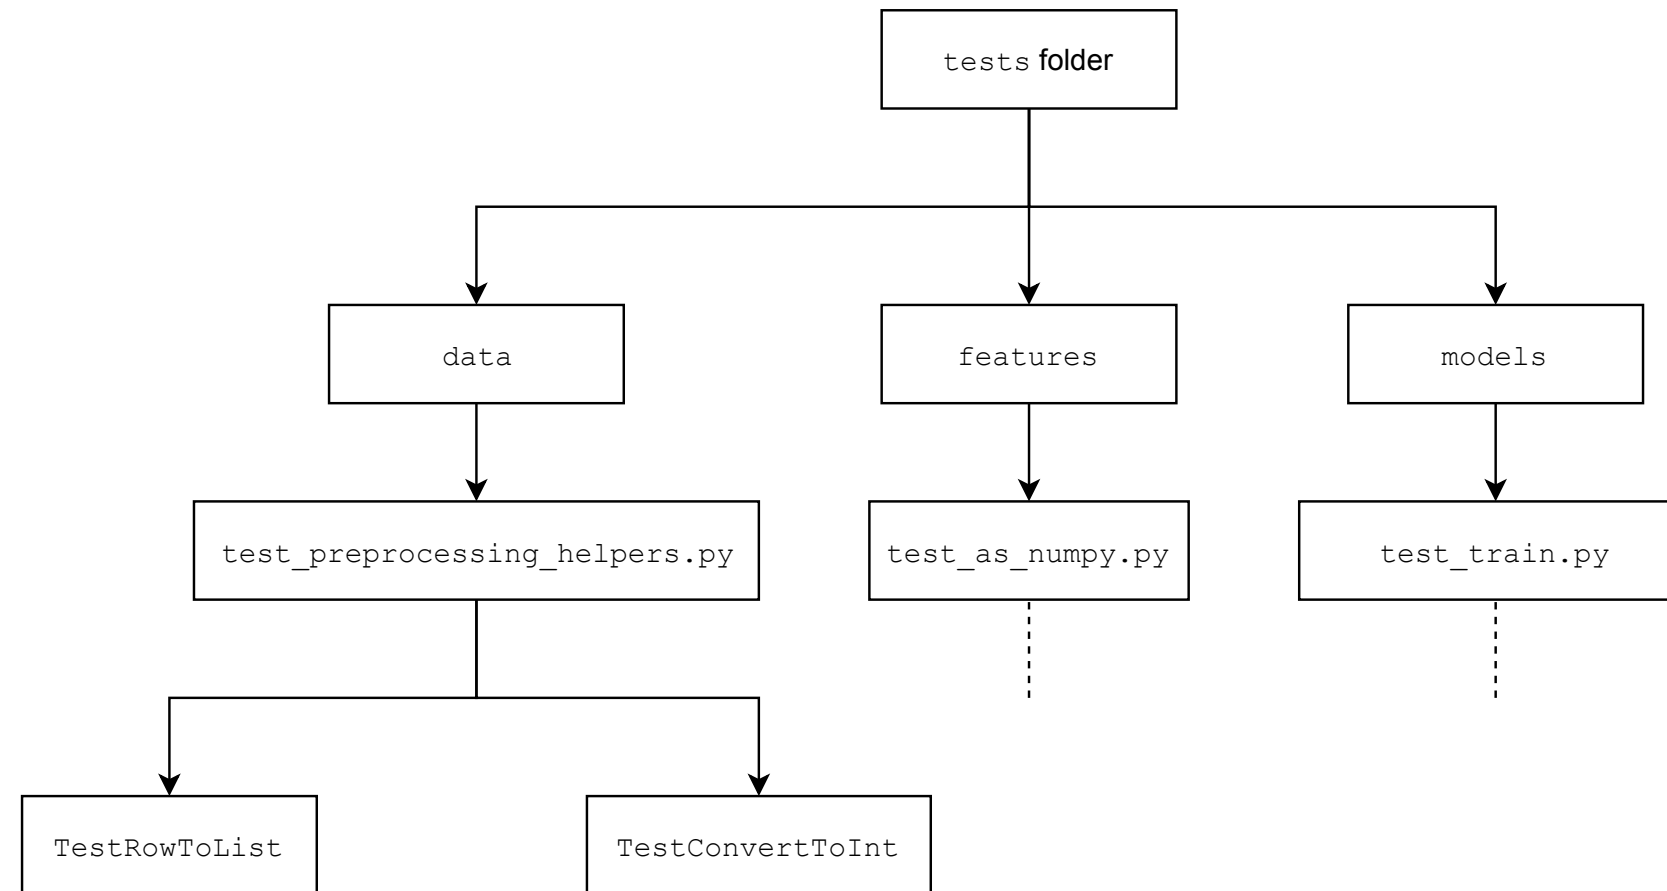 tests folder
data
features
models
test_preprocessing_helpers.py
test_as_numpy.py
test_train.py
TestRowToList
TestConvertToInt